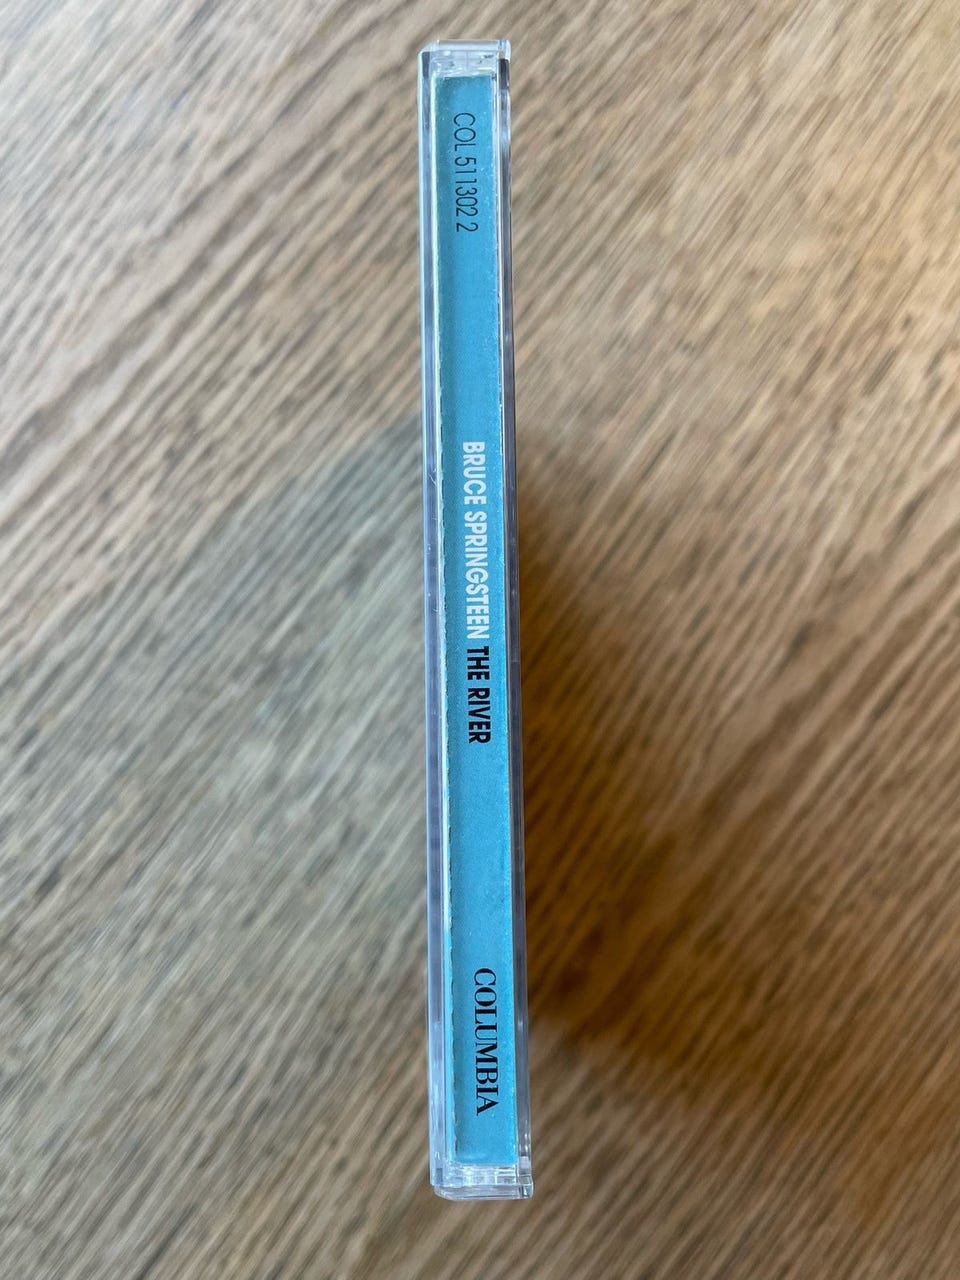 COL 511302 2
BRUCE SPRINGSTEEN THE RIVER
COLUMBIA